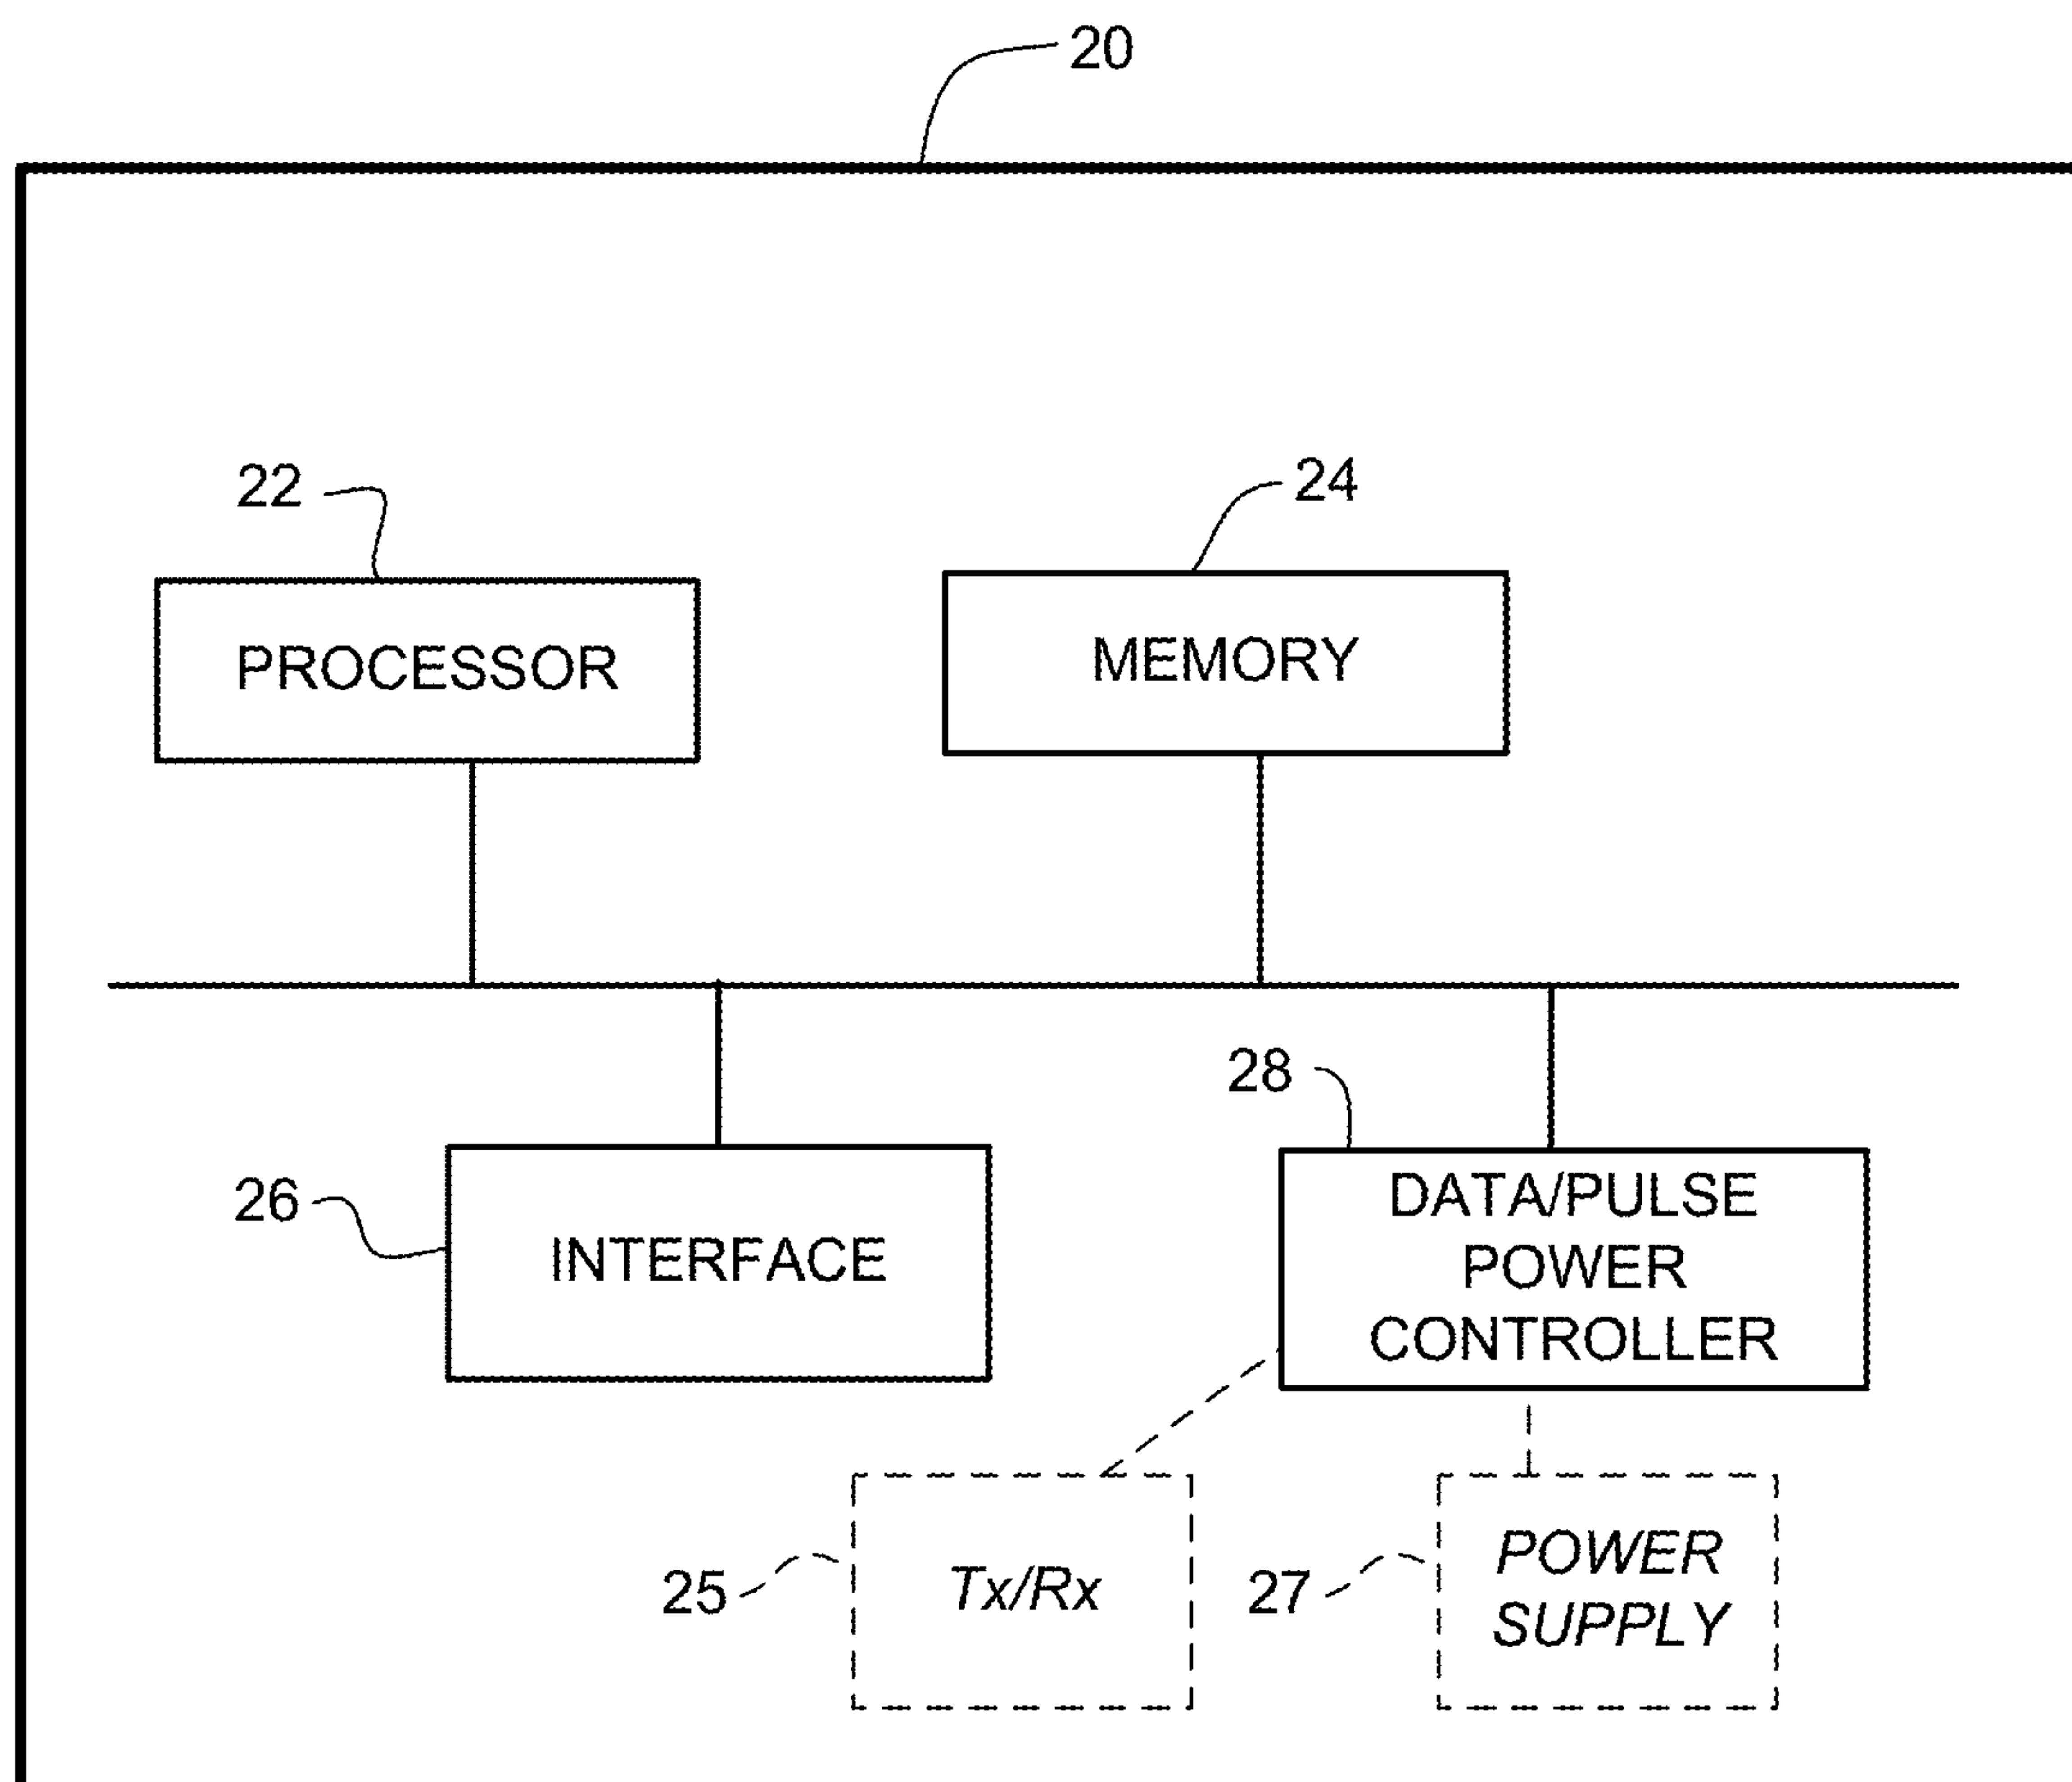 20
22
24
PROCESSOR
MEMORY
28
26
INTERFACE
DATA/PULSE
POWER
CONTROLLER
25
Tx/Rx
27
POWER
SUPPLY